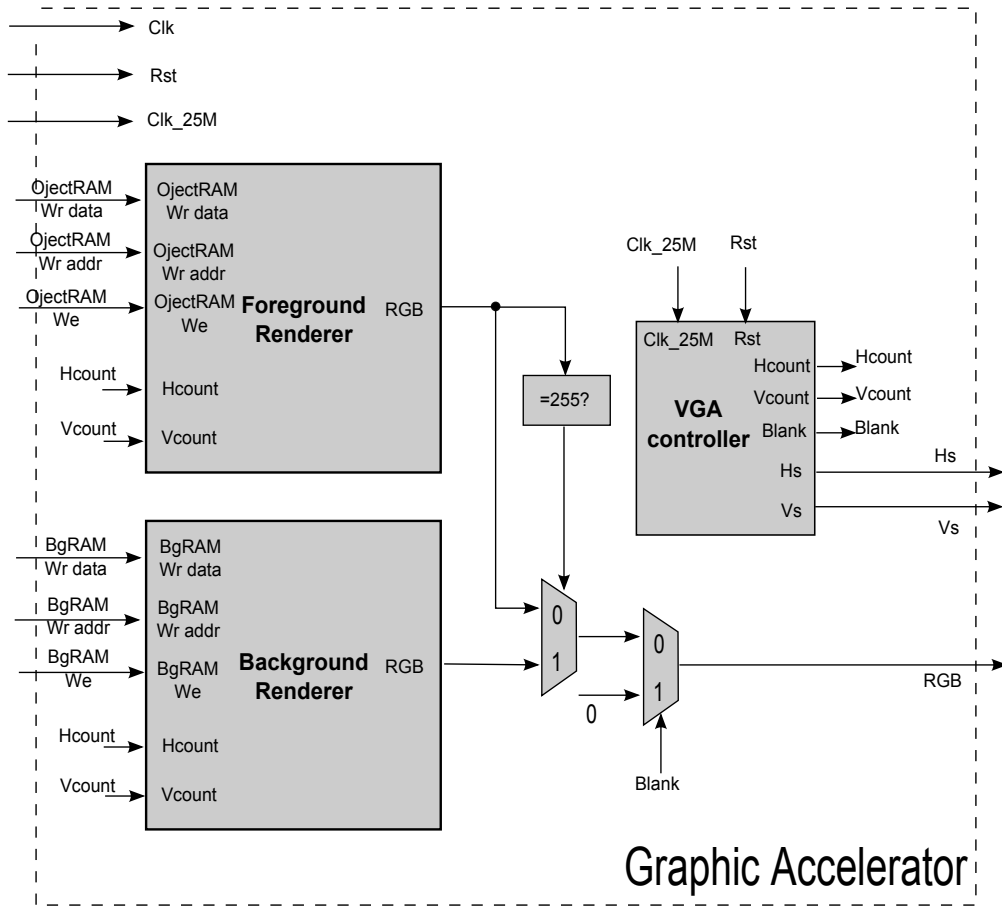 Clk
Rst
Clk_25M
OjectRAM
Wr data
OjectRAM
Wr addr
OjectRAM
We
Hcount
Vcount
OjectRAM
Wr data
OjectRAM
Wr addr
OjectRAM
We
Foreground
Renderer
RGB
Hcount
Vcount
=255?
Clk_25M
Rst
Clk_25M
Rst
VGA
controller
Hcount
Vcount
Blank
Hs
Vs
Hcount
Vcount
Blank
Hs
Vs
BgRAM
Wr data
BgRAM
Wr addr
BgRAM
We
Hcount
Vcount
BgRAM
Wr data
BgRAM
Wr addr
BgRAM
We
Background
Renderer
RGB
Hcount
Vcount
0
1
0
0
1
Blank
RGB
Graphic Accelerator